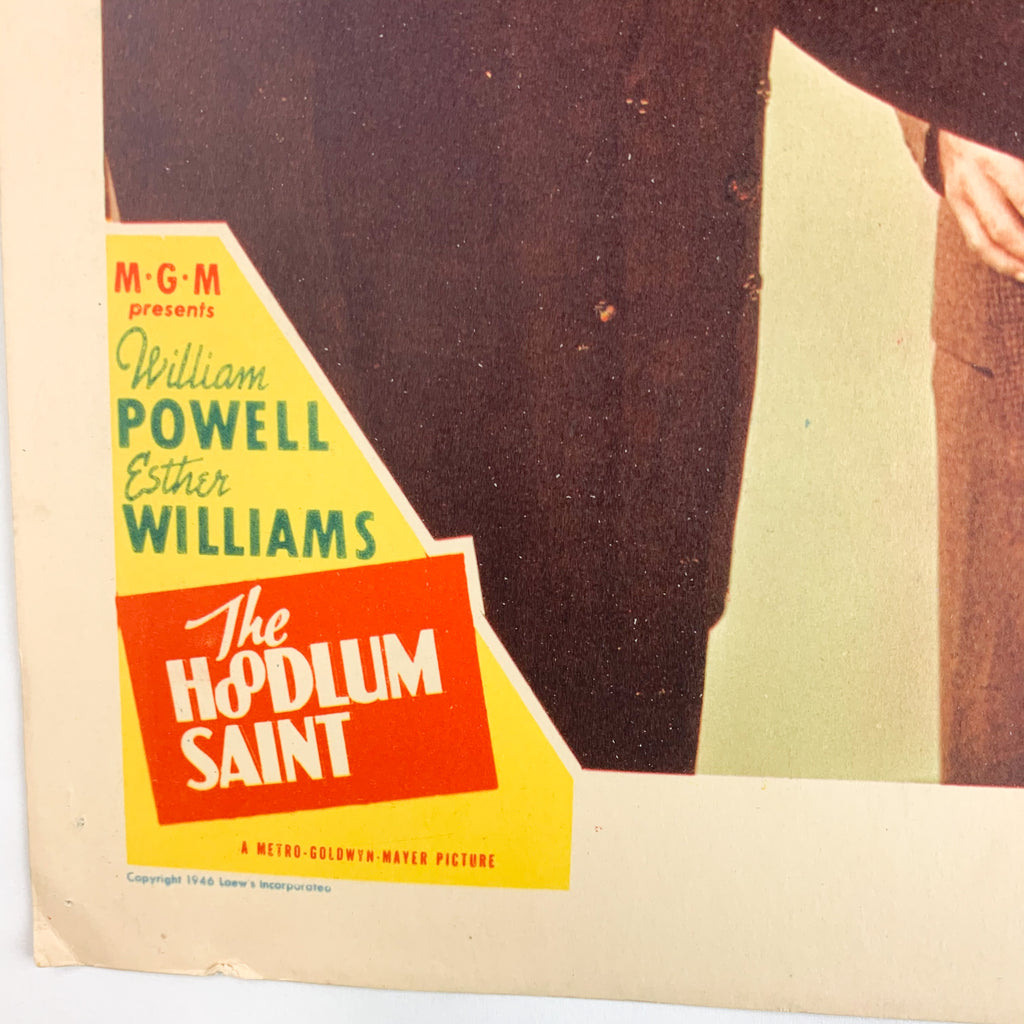 M·G·M
presents
William
POWELL
Esther
WILLIAMS
The
HOODLUM
SAINT
A METRO-GOLDWYN-MAYER PICTURE
Copyright 1946 Loew's Incorporated